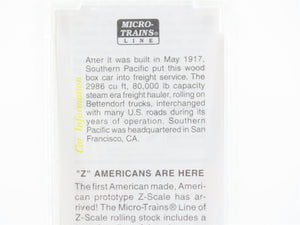 MICRO-
TRAINS®
LINE
After it was built in May 1917,
Southern Pacific put this wood
box car into freight service. The
2986 cu ft, 80,000 lb capacity
steam era freight hauler, rolling on
Bettendorf trucks, interchanged
with many U.S. roads during its
years of operation. Southern
Pacific was headquartered in San
Francisco, CA.
Car Information
"Z" AMERICANS ARE HERE
The first American made, Ameri-
can prototype Z-Scale has ar-
rived! The Micro-Trains® Line of
Z-Scale rolling stock includes a